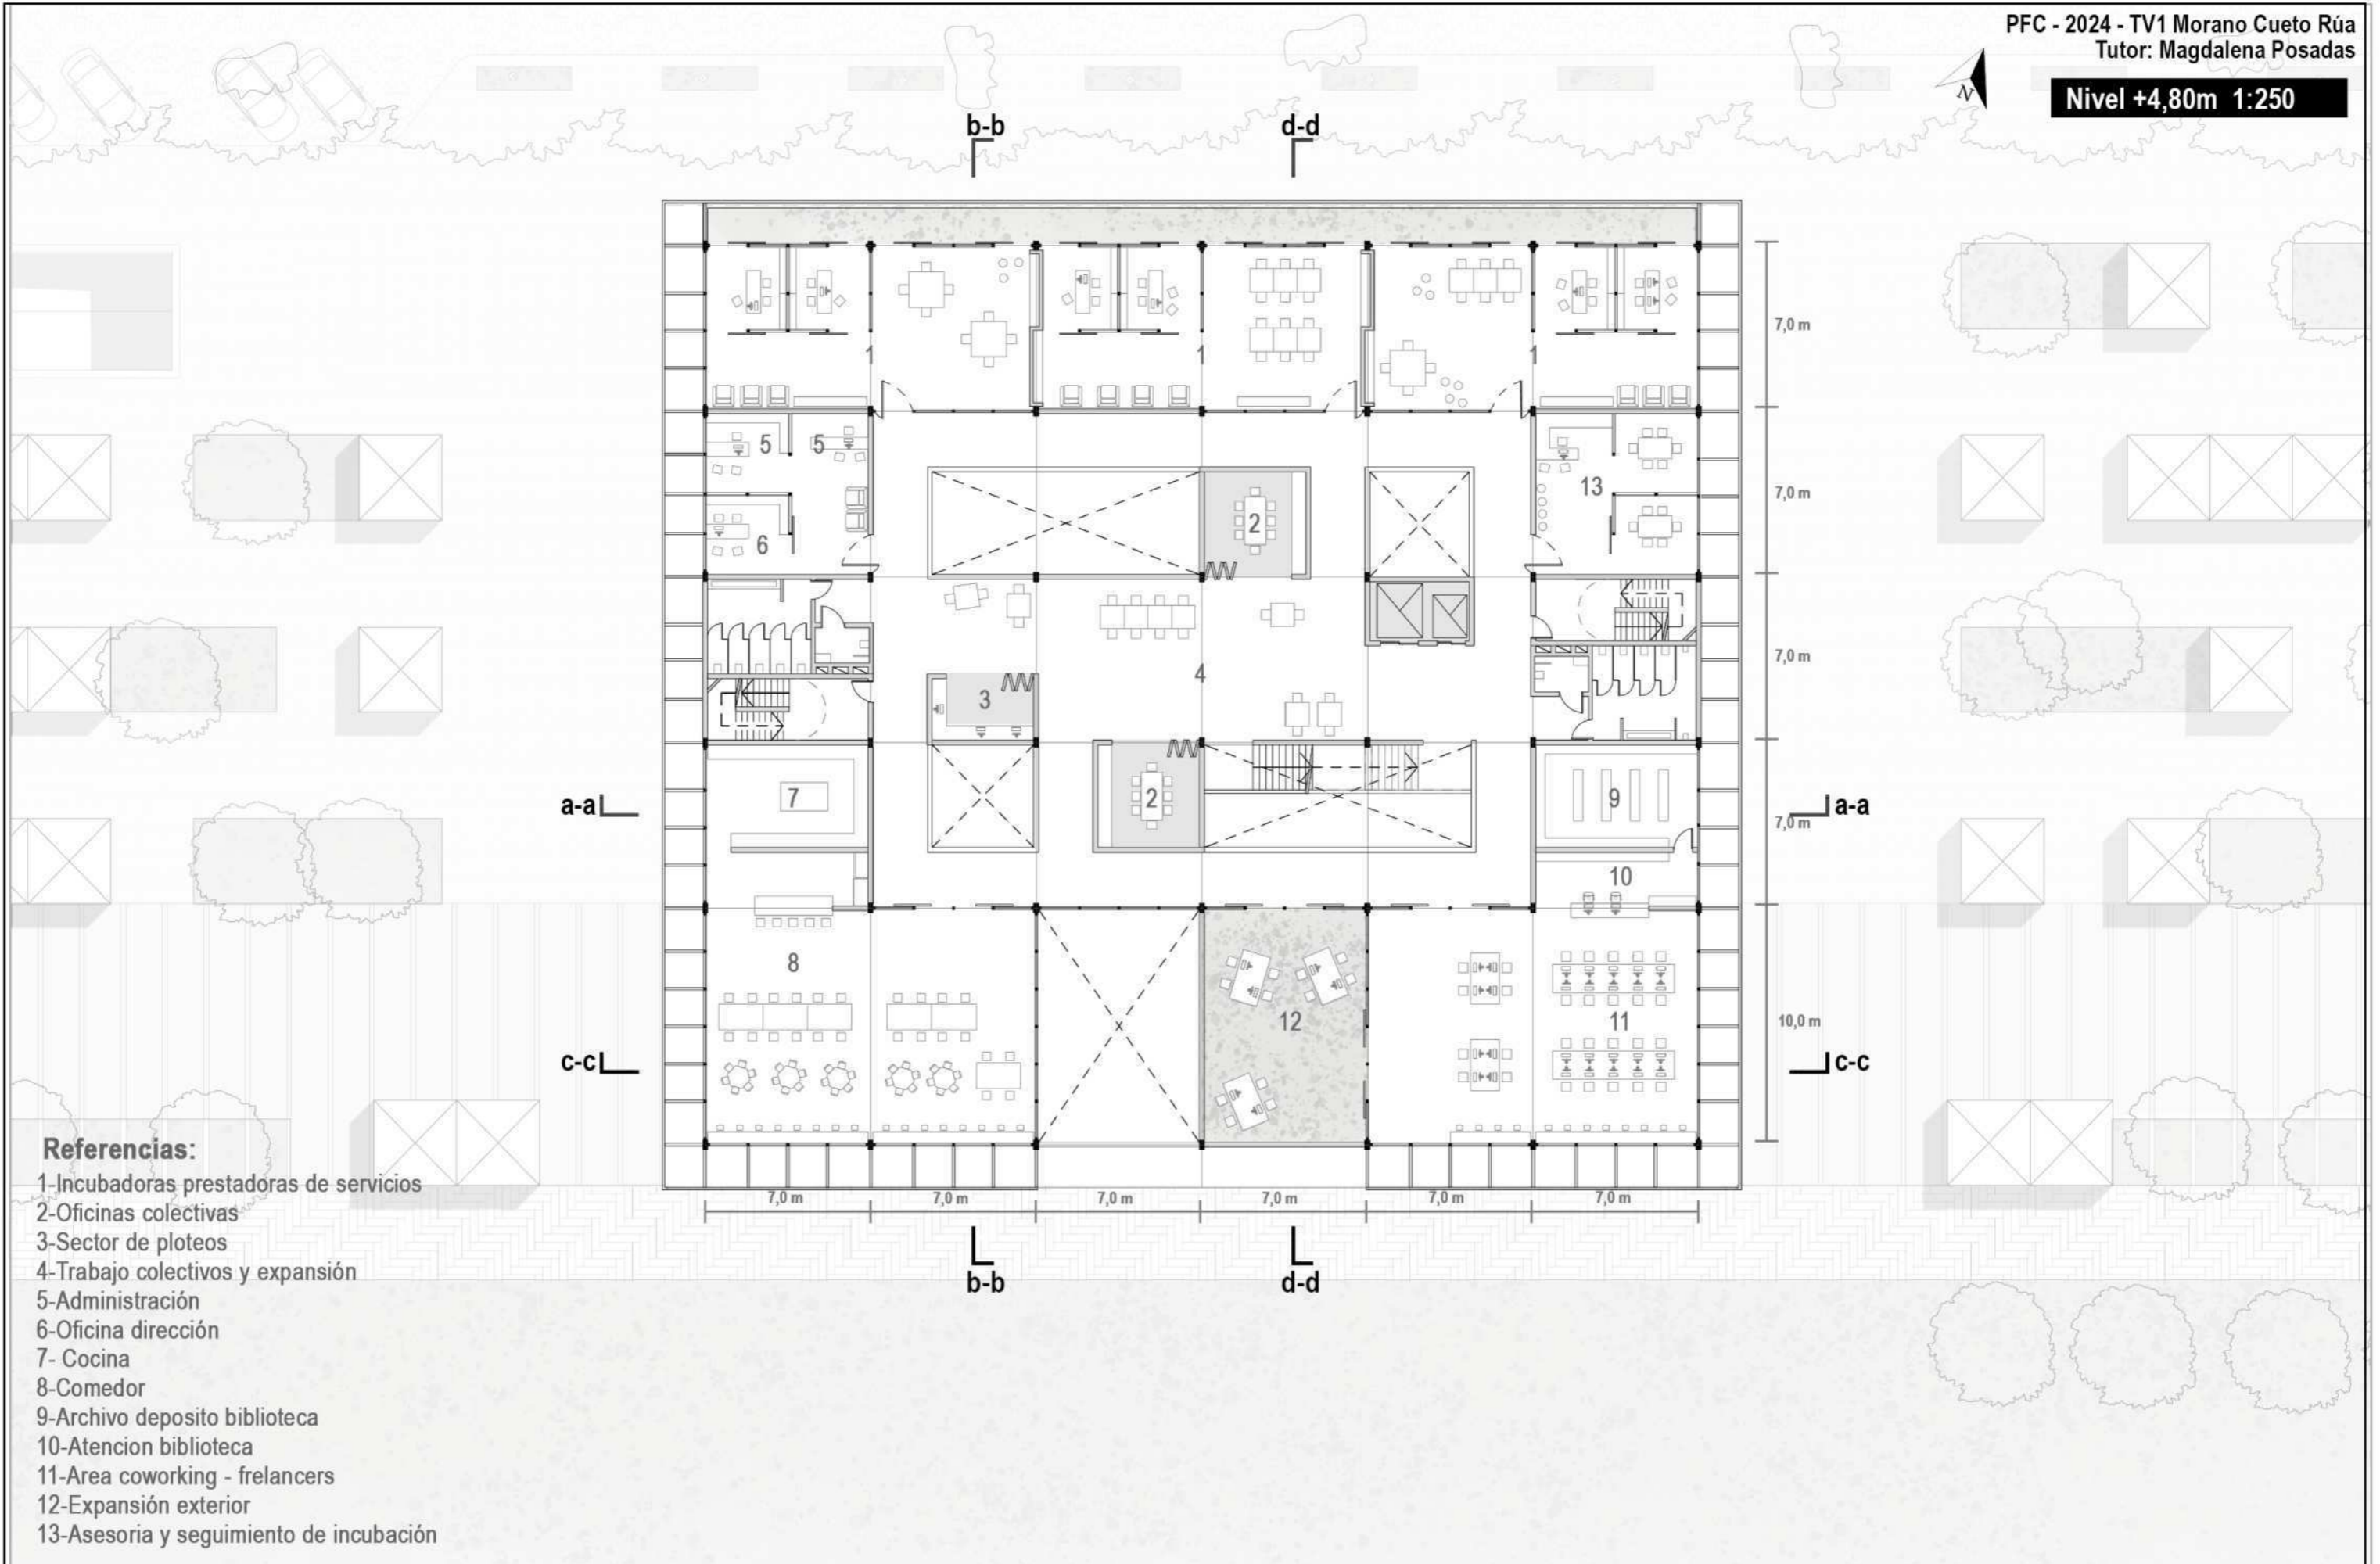 PFC - 2024 - TV1 Morano Cueto Rúa
Tutor: Magdalena Posadas
N
Nivel +4,80m 1:250
b-b
d-d
7,0 m
1
1
1
5
5
13
7,0 m
2
6
7,0 m
4
3
7
2
9
a-a
a-a
7,0 m
10
8
12
11
10,0 m
c-c
c-c
7,0 m
7,0 m
7,0 m
7,0 m
7,0 m
7,0 m
b-b
d-d
Referencias:
1-Incubadoras prestadoras de servicios
2-Oficinas colectivas
3-Sector de ploteos
4-Trabajo colectivos y expansión
5-Administración
6-Oficina dirección
7- Cocina
8-Comedor
9-Archivo deposito biblioteca
10-Atencion biblioteca
11-Area coworking - frelancers
12-Expansión exterior
13-Asesoria y seguimiento de incubación